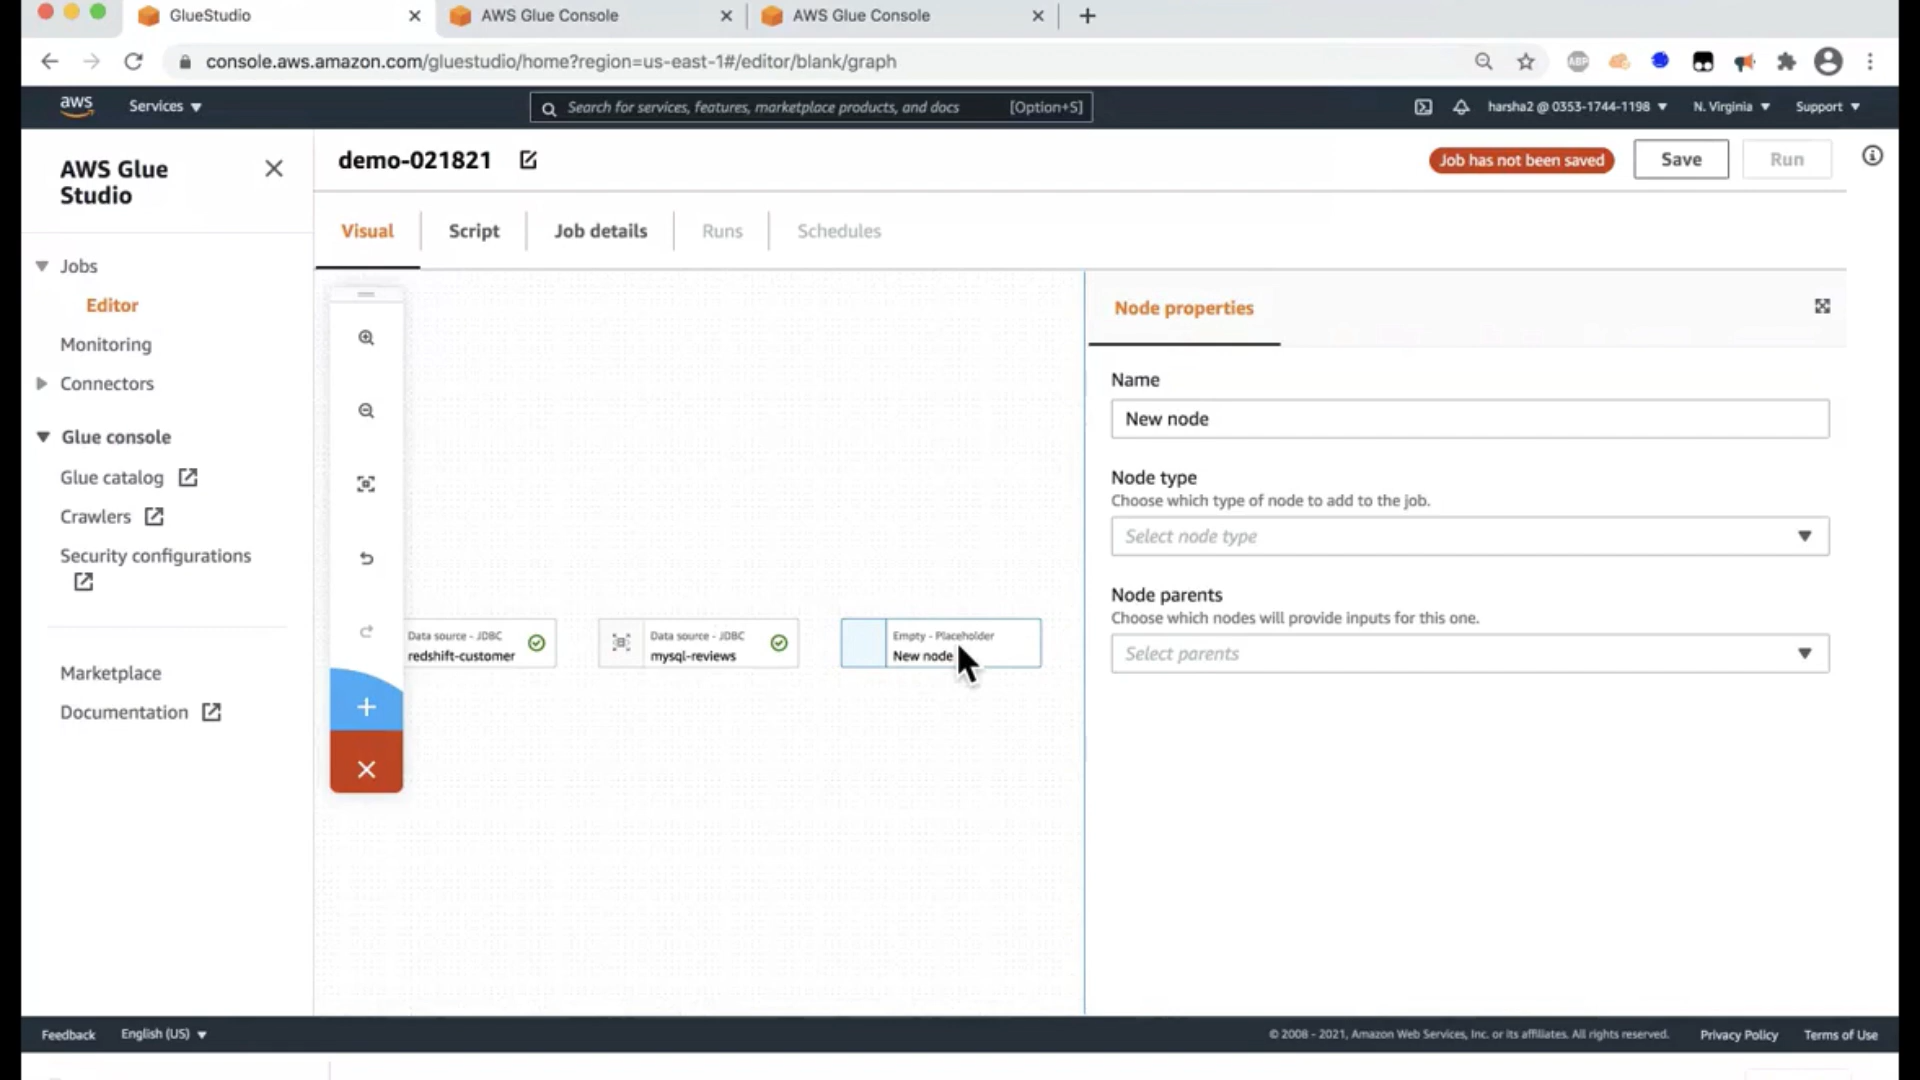 GlueStudio
AWS Glue Console
AWS Glue Console
console.aws.amazon.com/gluestudio/home?region=us-east-1#/editor/blank/graph
ABP
aws
Services
Search for services, features, marketplace products, and docs
[Option+S]
harsha2 @ 0353-1744-1198
N. Virginia
Support
AWS Glue
Studio
Jobs
Editor
Monitoring
Connectors
Glue console
Glue catalog
Crawlers
Security configurations
Marketplace
Documentation
demo-021821
Job has not been saved
Save
Run
Visual
Script
Job details
Runs
Schedules
Data source - JDBC
redshift-customer
Data source - JDBC
mysql-reviews
Empty - Placeholder
New node
Node properties
Name
New node
Node type
Choose which type of node to add to the job.
Select node type
Node parents
Choose which nodes will provide inputs for this one.
Select parents
Feedback
English (US)
© 2008 - 2021, Amazon Web Services, Inc. or its affiliates. All rights reserved.
Privacy Policy
Terms of Use